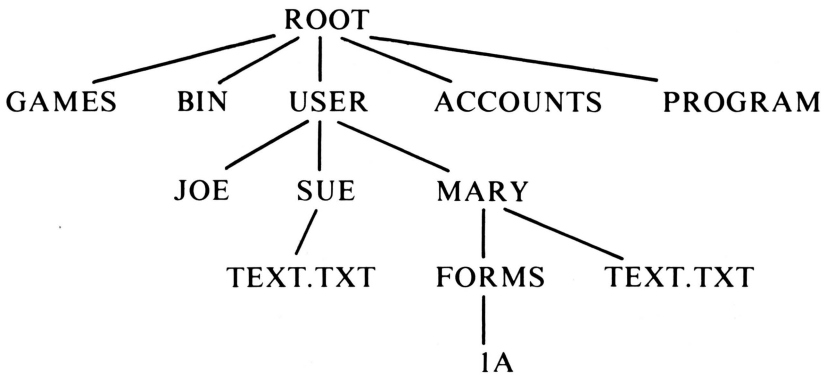 ROOT
GAMES BIN USER ACCOUNTS PROGRAM
JOE SUE MARY
TEXT.TXT FORMS TEXT.TXT
1A